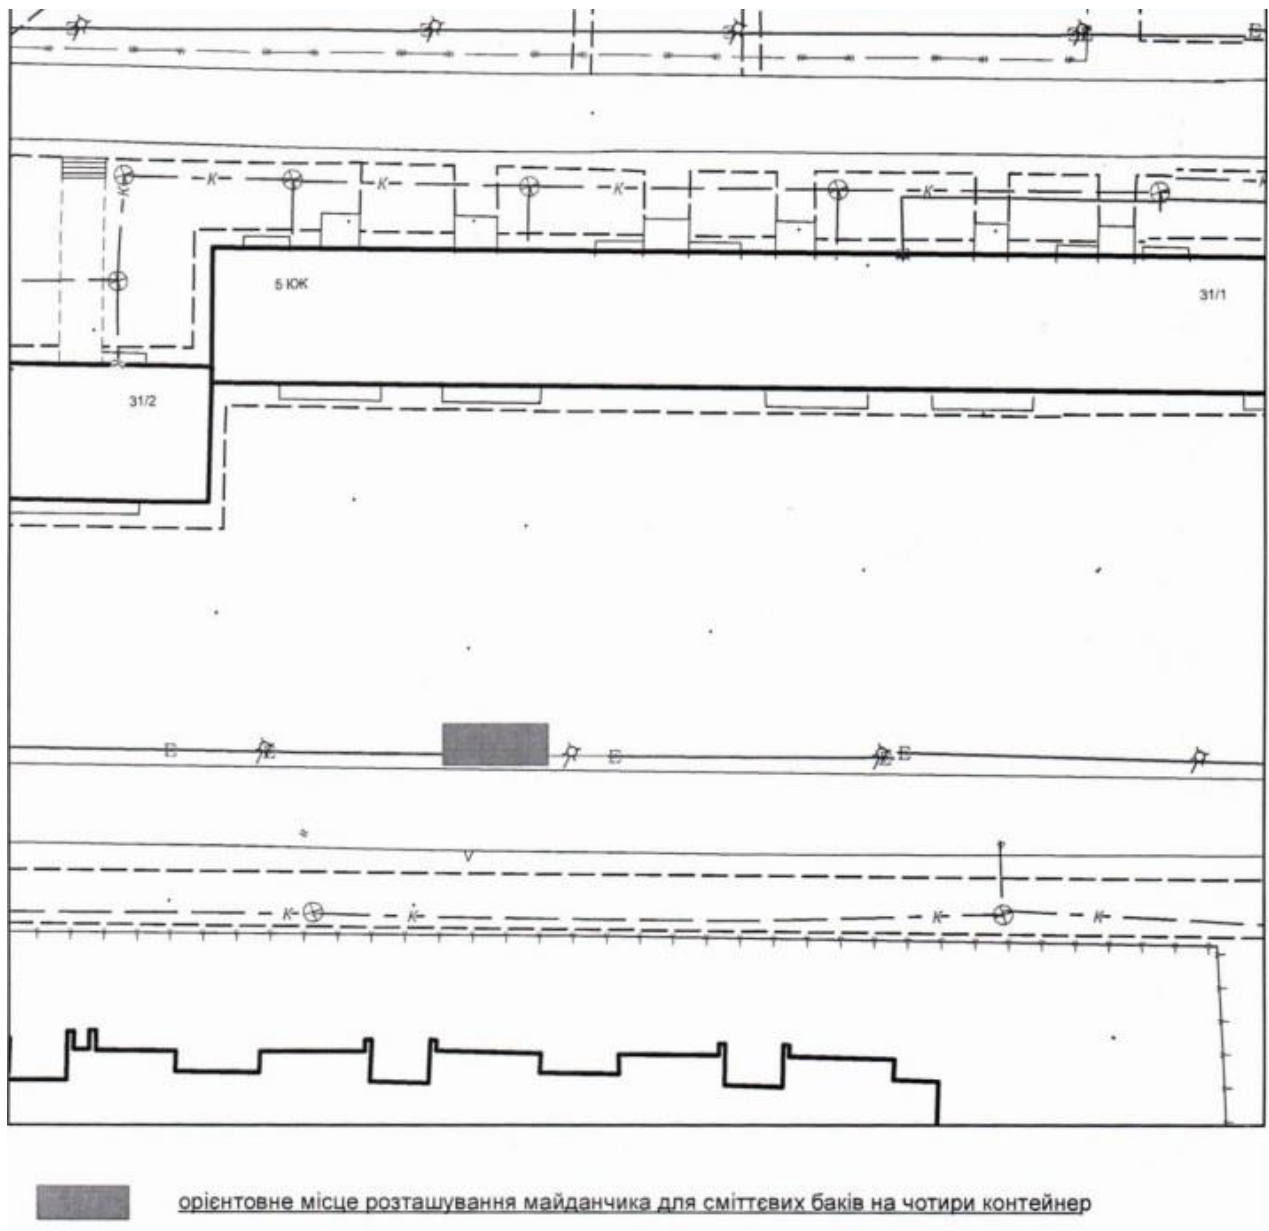 E
К К К К К
К
5 КЖ
31/1
31/2
E E E E E
V
К К К К
орієнтовне місце розташування майданчика для сміттєвих баків на чотири контейнер